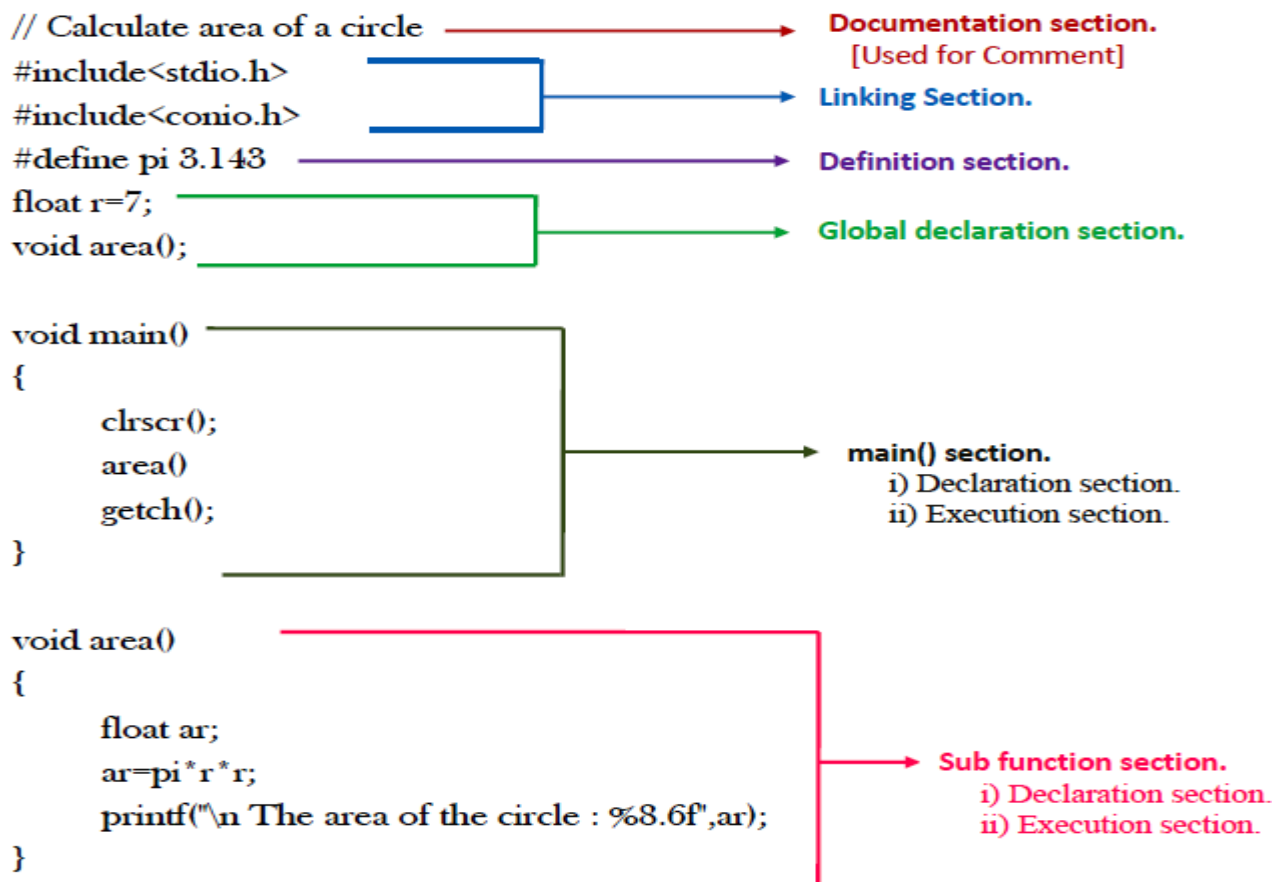 // Calculate area of a circle
Documentation section.
[Used for Comment]
#include<stdio.h>
#include<conio.h>
Linking Section.
#define pi 3.143
Definition section.
float r=7;
void area();
Global declaration section.
void main()
{
clrscr();
area()
getch();
}
main() section.
i) Declaration section.
ii) Execution section.
void area()
{
float ar;
ar=pi*r*r;
printf("\n The area of the circle : %8.6f",ar);
}
Sub function section.
i) Declaration section.
ii) Execution section.